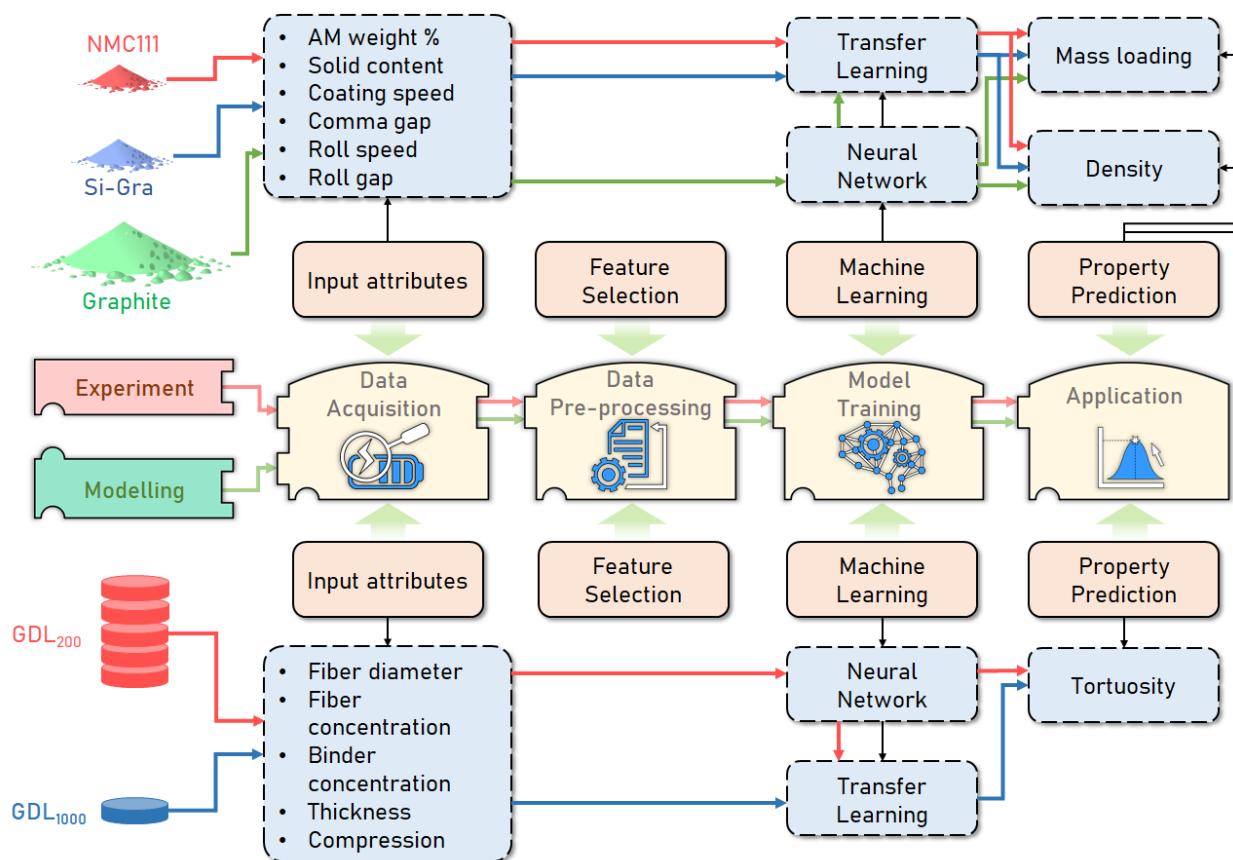 NMC111
Si-Gra
Graphite
• AM weight %
• Solid content
• Coating speed
• Comma gap
• Roll speed
• Roll gap
Transfer
Learning
Neural
Network
Mass loading
Density
Input attributes
Feature
Selection
Machine
Learning
Property
Prediction
Experiment
Modelling
Data
Acquisition
Data
Pre-processing
Model
Training
Application
Input attributes
Feature
Selection
Machine
Learning
Property
Prediction
GDL₂₀₀
GDL₁₀₀₀
• Fiber diameter
• Fiber
concentration
• Binder
concentration
• Thickness
• Compression
Neural
Network
Transfer
Learning
Tortuosity